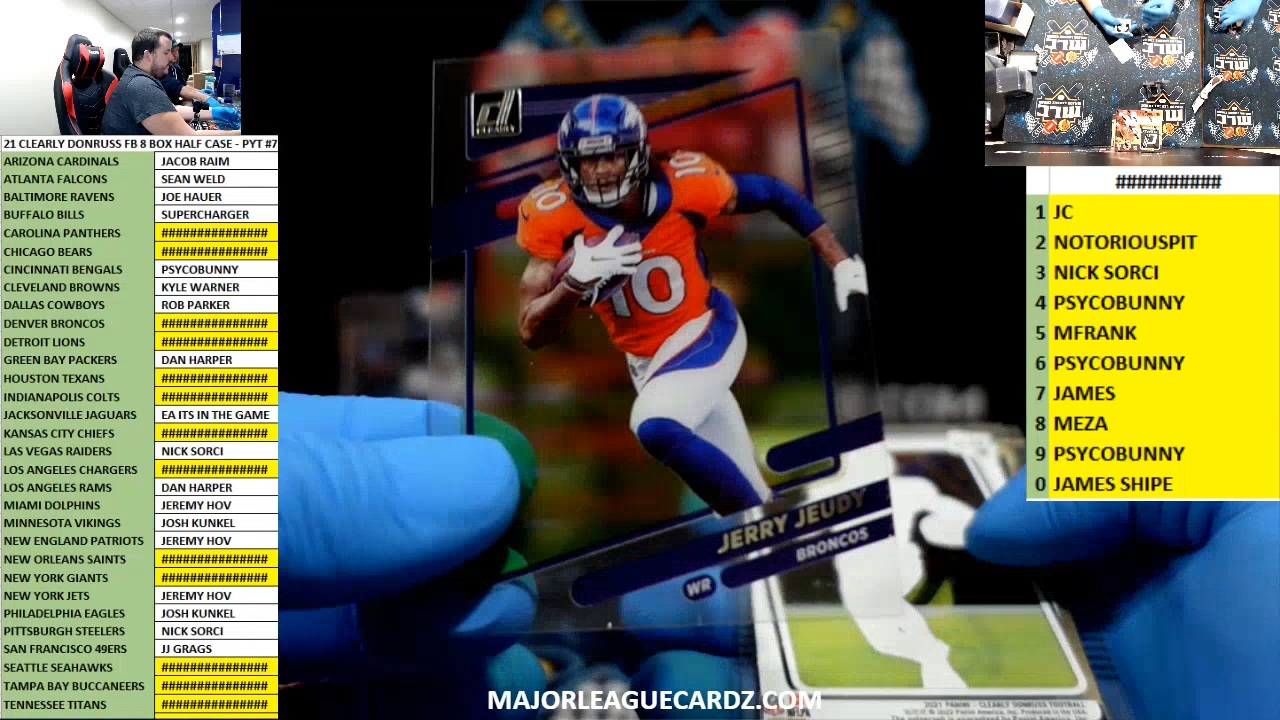 21 CLEARLY DONRUSS FB 8 BOX HALF CASE - PYT #7
ARIZONA CARDINALS JACOB RAIM
ATLANTA FALCONS SEAN WELD
BALTIMORE RAVENS JOE HAUER
BUFFALO BILLS SUPERCHARGER
CAROLINA PANTHERS ###############
CHICAGO BEARS ###############
CINCINNATI BENGALS PSYCOBUNNY
CLEVELAND BROWNS KYLE WARNER
DALLAS COWBOYS ROB PARKER
DENVER BRONCOS ###############
DETROIT LIONS ###############
GREEN BAY PACKERS DAN HARPER
HOUSTON TEXANS ###############
INDIANAPOLIS COLTS ###############
JACKSONVILLE JAGUARS EA ITS IN THE GAME
KANSAS CITY CHIEFS ###############
LAS VEGAS RAIDERS NICK SORCI
LOS ANGELES CHARGERS ###############
LOS ANGELES RAMS DAN HARPER
MIAMI DOLPHINS JEREMY HOV
MINNESOTA VIKINGS JOSH KUNKEL
NEW ENGLAND PATRIOTS JEREMY HOV
NEW ORLEANS SAINTS ###############
NEW YORK GIANTS ###############
NEW YORK JETS JEREMY HOV
PHILADELPHIA EAGLES JOSH KUNKEL
PITTSBURGH STEELERS NICK SORCI
SAN FRANCISCO 49ERS JJ GRAGS
SEATTLE SEAHAWKS ###############
TAMPA BAY BUCCANEERS ###############
TENNESSEE TITANS ###############
10
10
10
JERRY JEUDY
BRONCOS
WR
MAJORLEAGUECARDZ.COM
##########
1 JC
2 NOTORIOUSPIT
3 NICK SORCI
4 PSYCOBUNNY
5 MFRANK
6 PSYCOBUNNY
7 JAMES
8 MEZA
9 PSYCOBUNNY
0 JAMES SHIPE